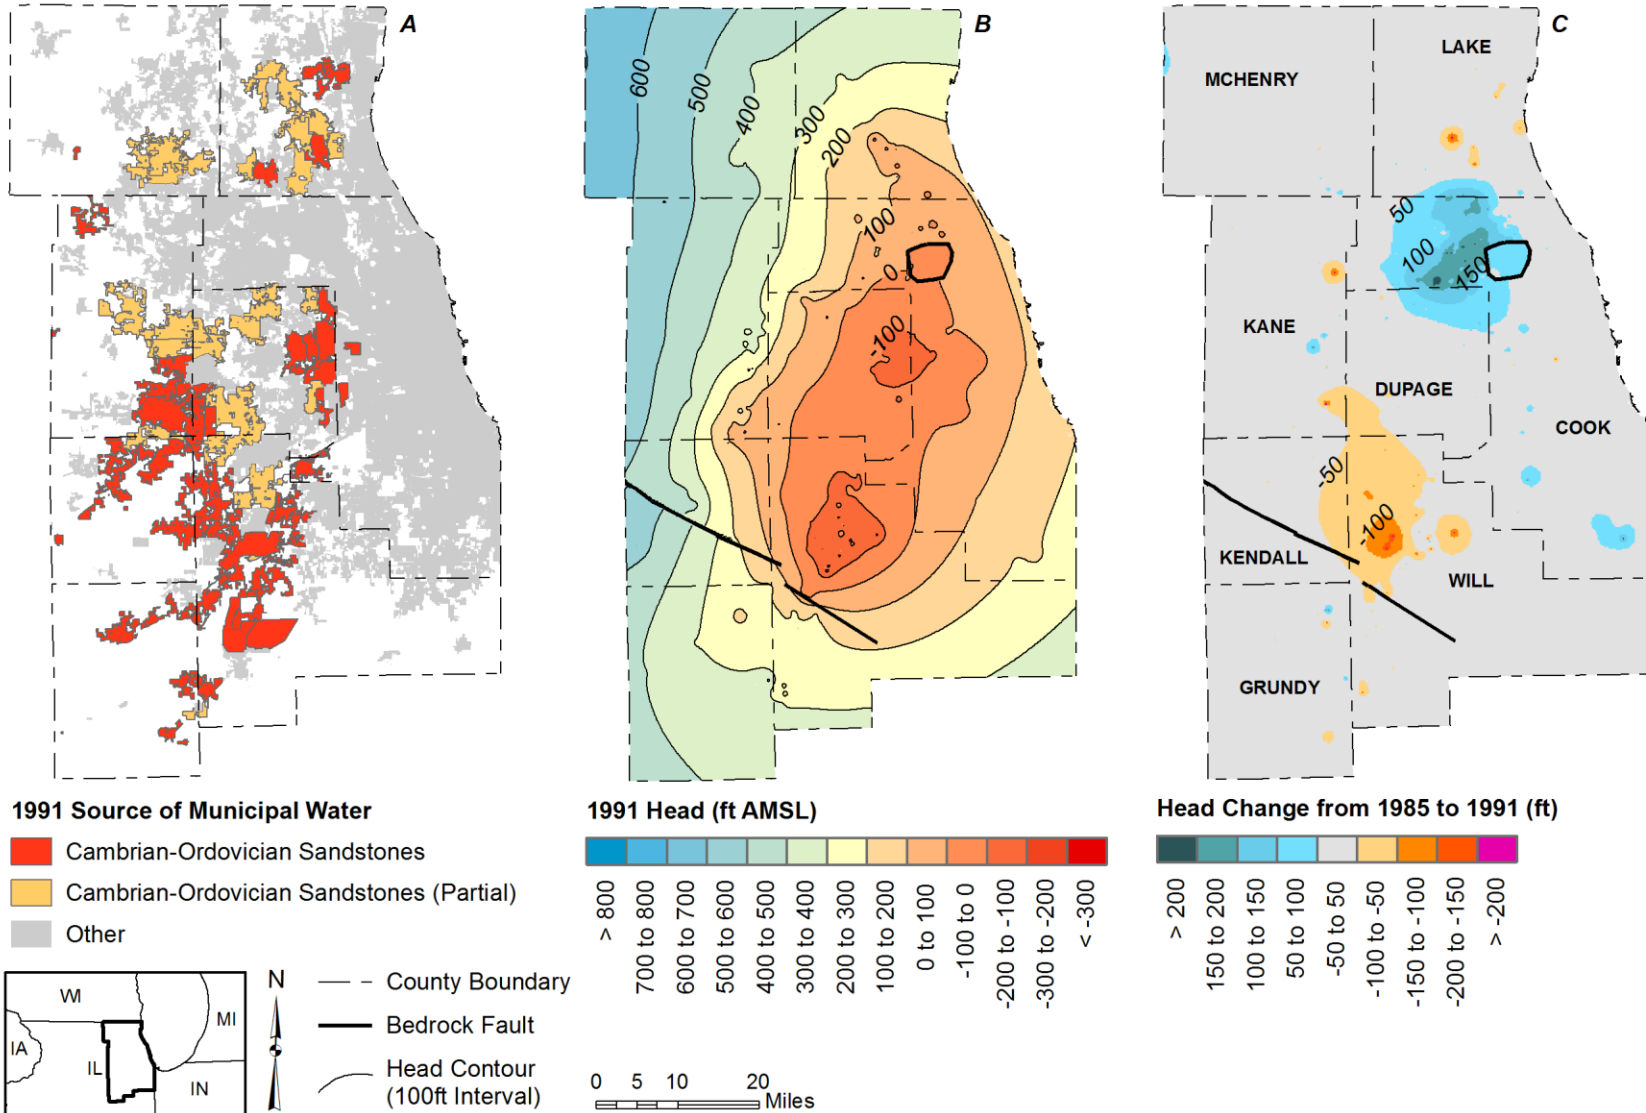 A
B
C
600
500
400
300
200
100
0
-100
MCHENRY
LAKE
50
100
150
KANE
DUPAGE
COOK
-50
-100
KENDALL
WILL
GRUNDY
1991 Source of Municipal Water
Cambrian-Ordovician Sandstones
Cambrian-Ordovician Sandstones (Partial)
Other
1991 Head (ft AMSL)
> 800
700 to 800
600 to 700
500 to 600
400 to 500
300 to 400
200 to 300
100 to 200
0 to 100
-100 to 0
-200 to -100
-300 to -200
< -300
Head Change from 1985 to 1991 (ft)
> 200
150 to 200
100 to 150
50 to 100
-50 to 50
-100 to -50
-150 to -100
-200 to -150
> -200
WI
MI
IA
IL
IN
N
County Boundary
Bedrock Fault
Head Contour
(100ft Interval)
0 5 10 20
Miles